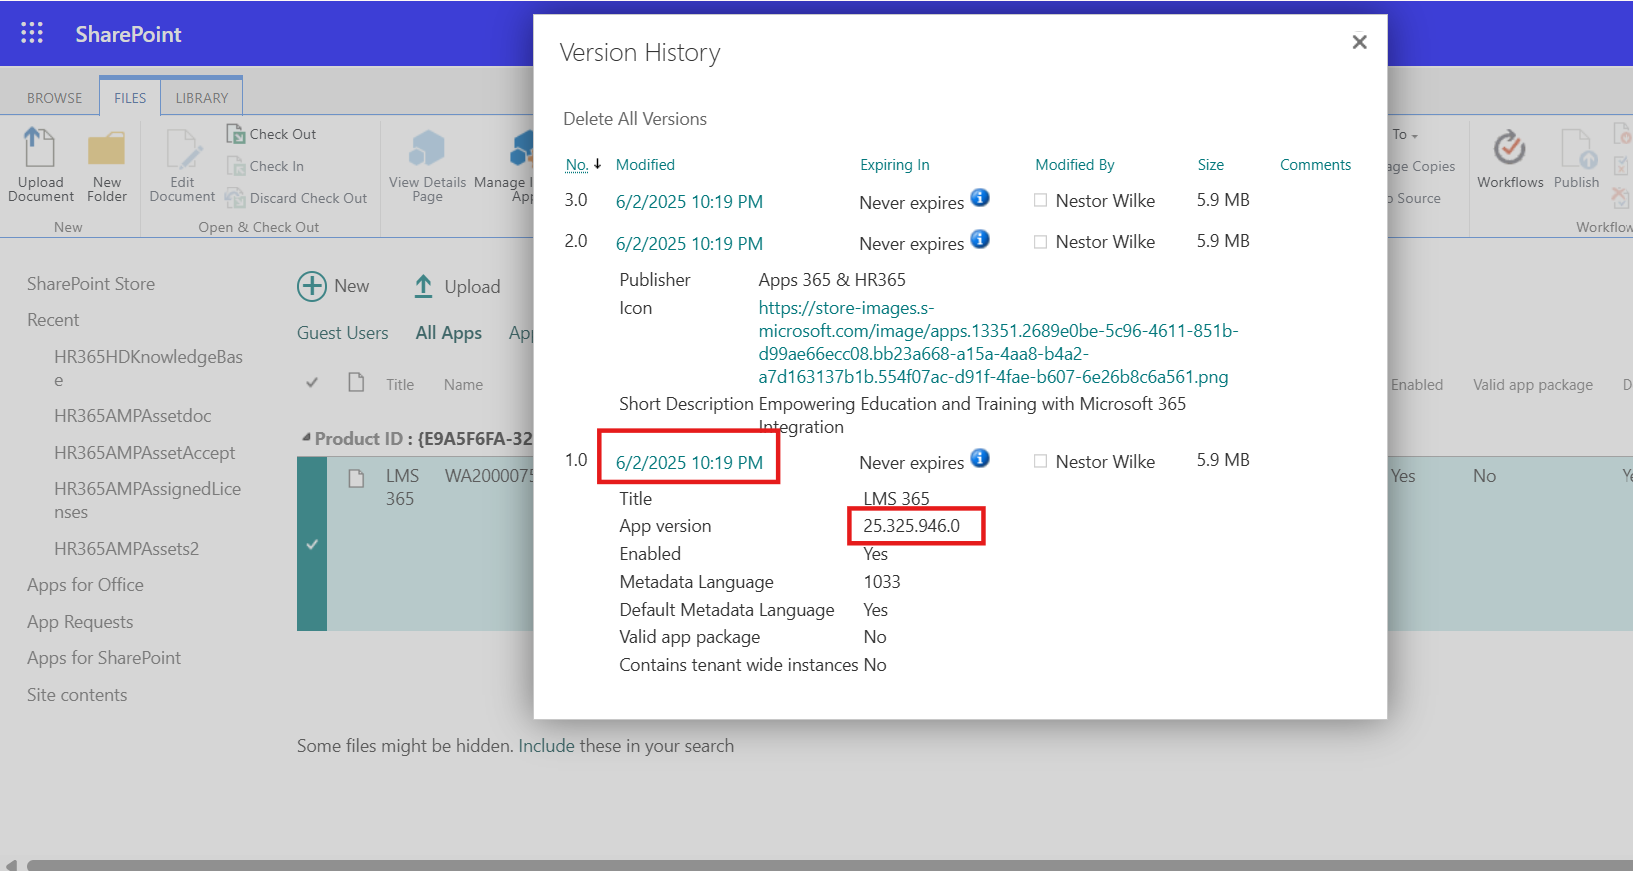 SharePoint
BROWSE FILES LIBRARY
Upload Document
New Folder
New
Edit Document
Check Out
Check In
Discard Check Out
Open & Check Out
View Details Page
Manage
App
To
Copies
Source
Workflows
Publish
SharePoint Store
Recent
HR365HDKnowledgeBas
e
HR365AMPAssetdoc
HR365AMPAssetAccept
HR365AMPAssignedLice
nses
HR365AMPAssets2
Apps for Office
App Requests
Apps for SharePoint
Site contents
New Upload
Guest Users All Apps
Title Name
Enabled Valid app package
Product ID : {E9A5F6FA-32
LMS 365 WA2000075
Yes No
Some files might be hidden. Include these in your search
Version History
Delete All Versions
No. Modified Expiring In Modified By Size Comments
3.0 6/2/2025 10:19 PM Never expires Nestor Wilke 5.9 MB
2.0 6/2/2025 10:19 PM Never expires Nestor Wilke 5.9 MB
Publisher Apps 365 & HR365
Icon https://store-images.s-
microsoft.com/image/apps.13351.2689e0be-5c96-4611-851b-
d99ae66ecc08.bb23a668-a15a-4aa8-b4a2-
a7d163137b1b.554f07ac-d91f-4fae-b607-6e26b8c6a561.png
Short Description Empowering Education and Training with Microsoft 365
Integration
1.0 6/2/2025 10:19 PM Never expires Nestor Wilke 5.9 MB
Title LMS 365
App version 25.325.946.0
Enabled Yes
Metadata Language 1033
Default Metadata Language Yes
Valid app package No
Contains tenant wide instances No